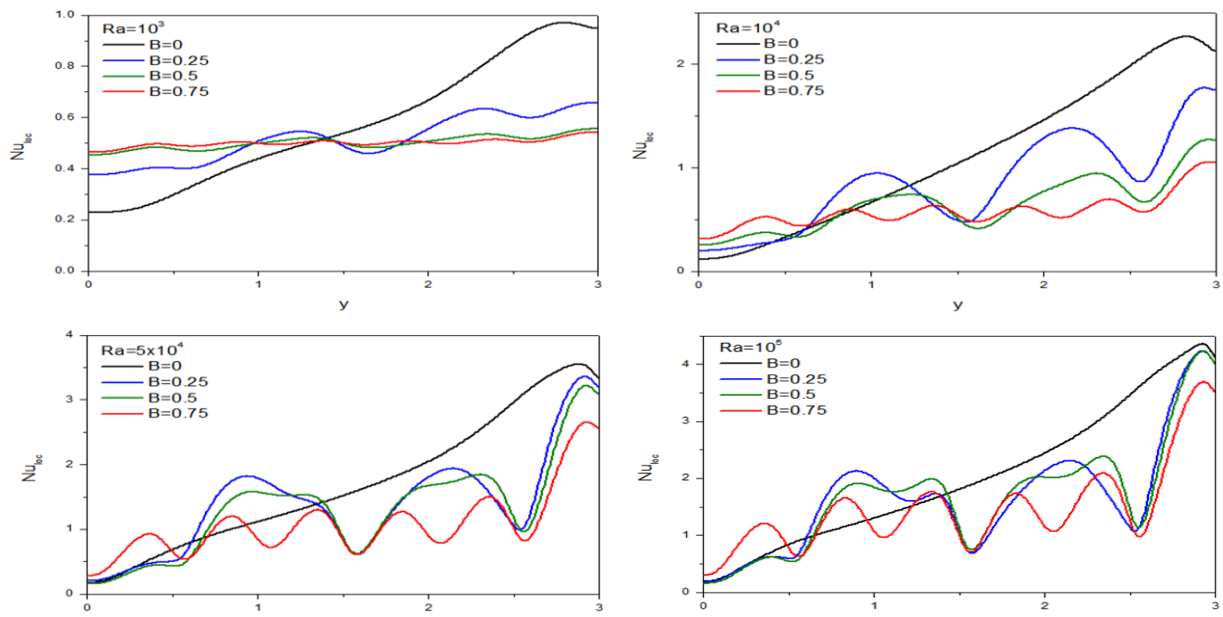 Ra=10³
B=0
B=0.25
B=0.5
B=0.75
1.0
0.8
0.6
0.4
0.2
0.0
Nu_loc
0 1 2 3
y
Ra=10⁴
B=0
B=0.25
B=0.5
B=0.75
2
1
0
Nu_loc
0 1 2 3
y
Ra=5x10⁴
B=0
B=0.25
B=0.5
B=0.75
4
3
2
1
0
Nu_loc
0 1 2 3
Ra=10⁵
B=0
B=0.25
B=0.5
B=0.75
4
3
2
1
0
Nu_loc
0 1 2 3